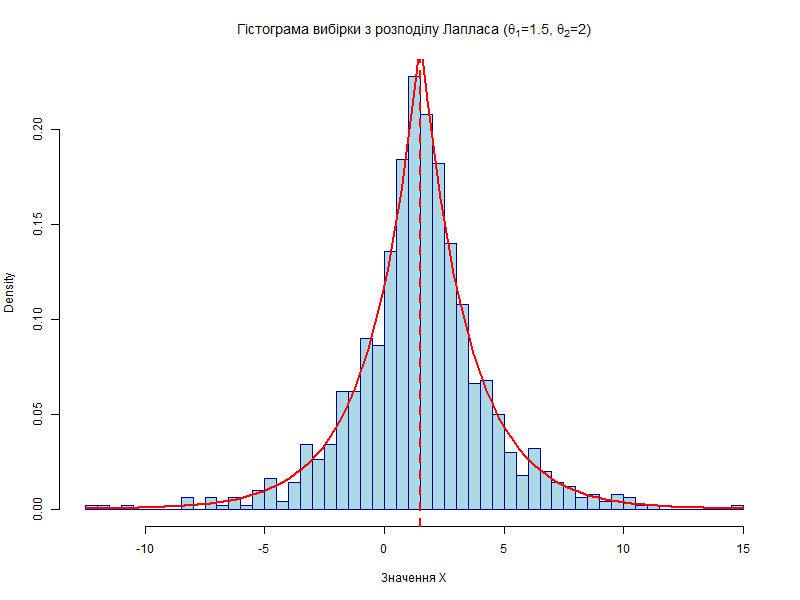 Гістограма вибірки з розподілу Лапласа (θ₁=1.5, θ₂=2)
Density
0.20
0.15
0.10
0.05
0.00
-10 -5 0 5 10 15
Значення X